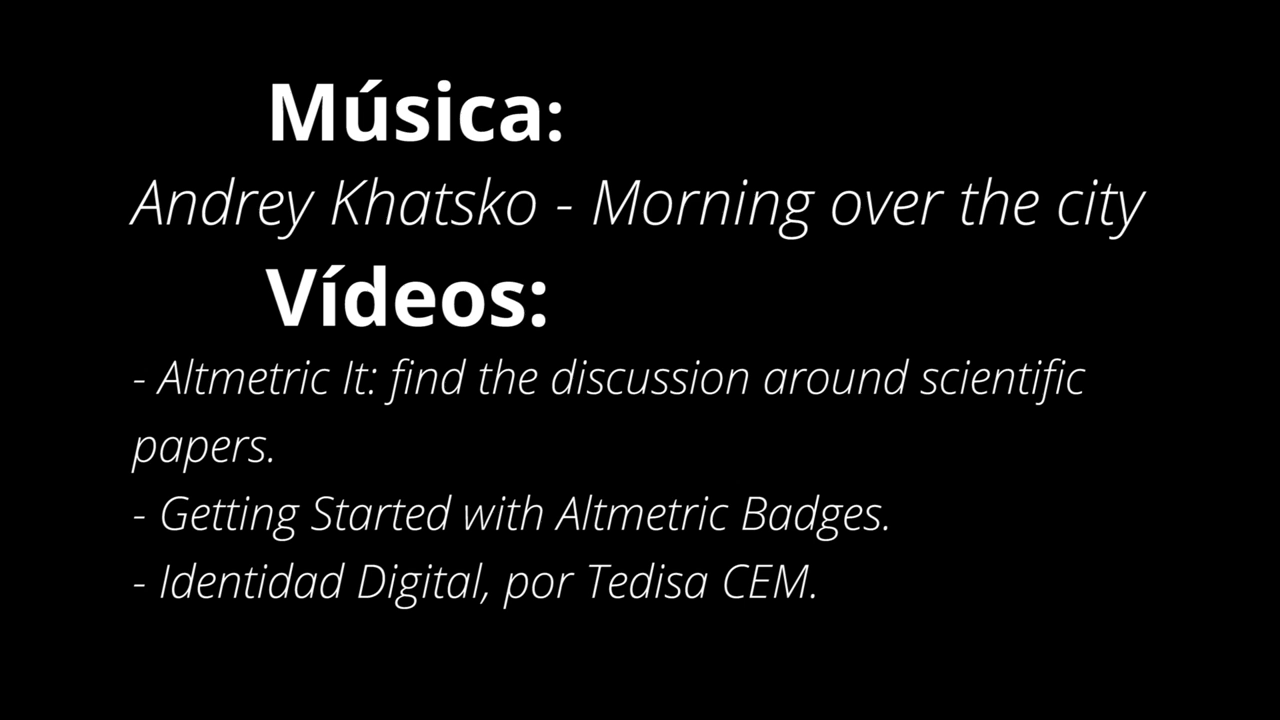 Música:
Andrey Khatsko - Morning over the city
Vídeos:
- Altmetric It: find the discussion around scientific
papers.
- Getting Started with Altmetric Badges.
- Identidad Digital, por Tedisa CEM.